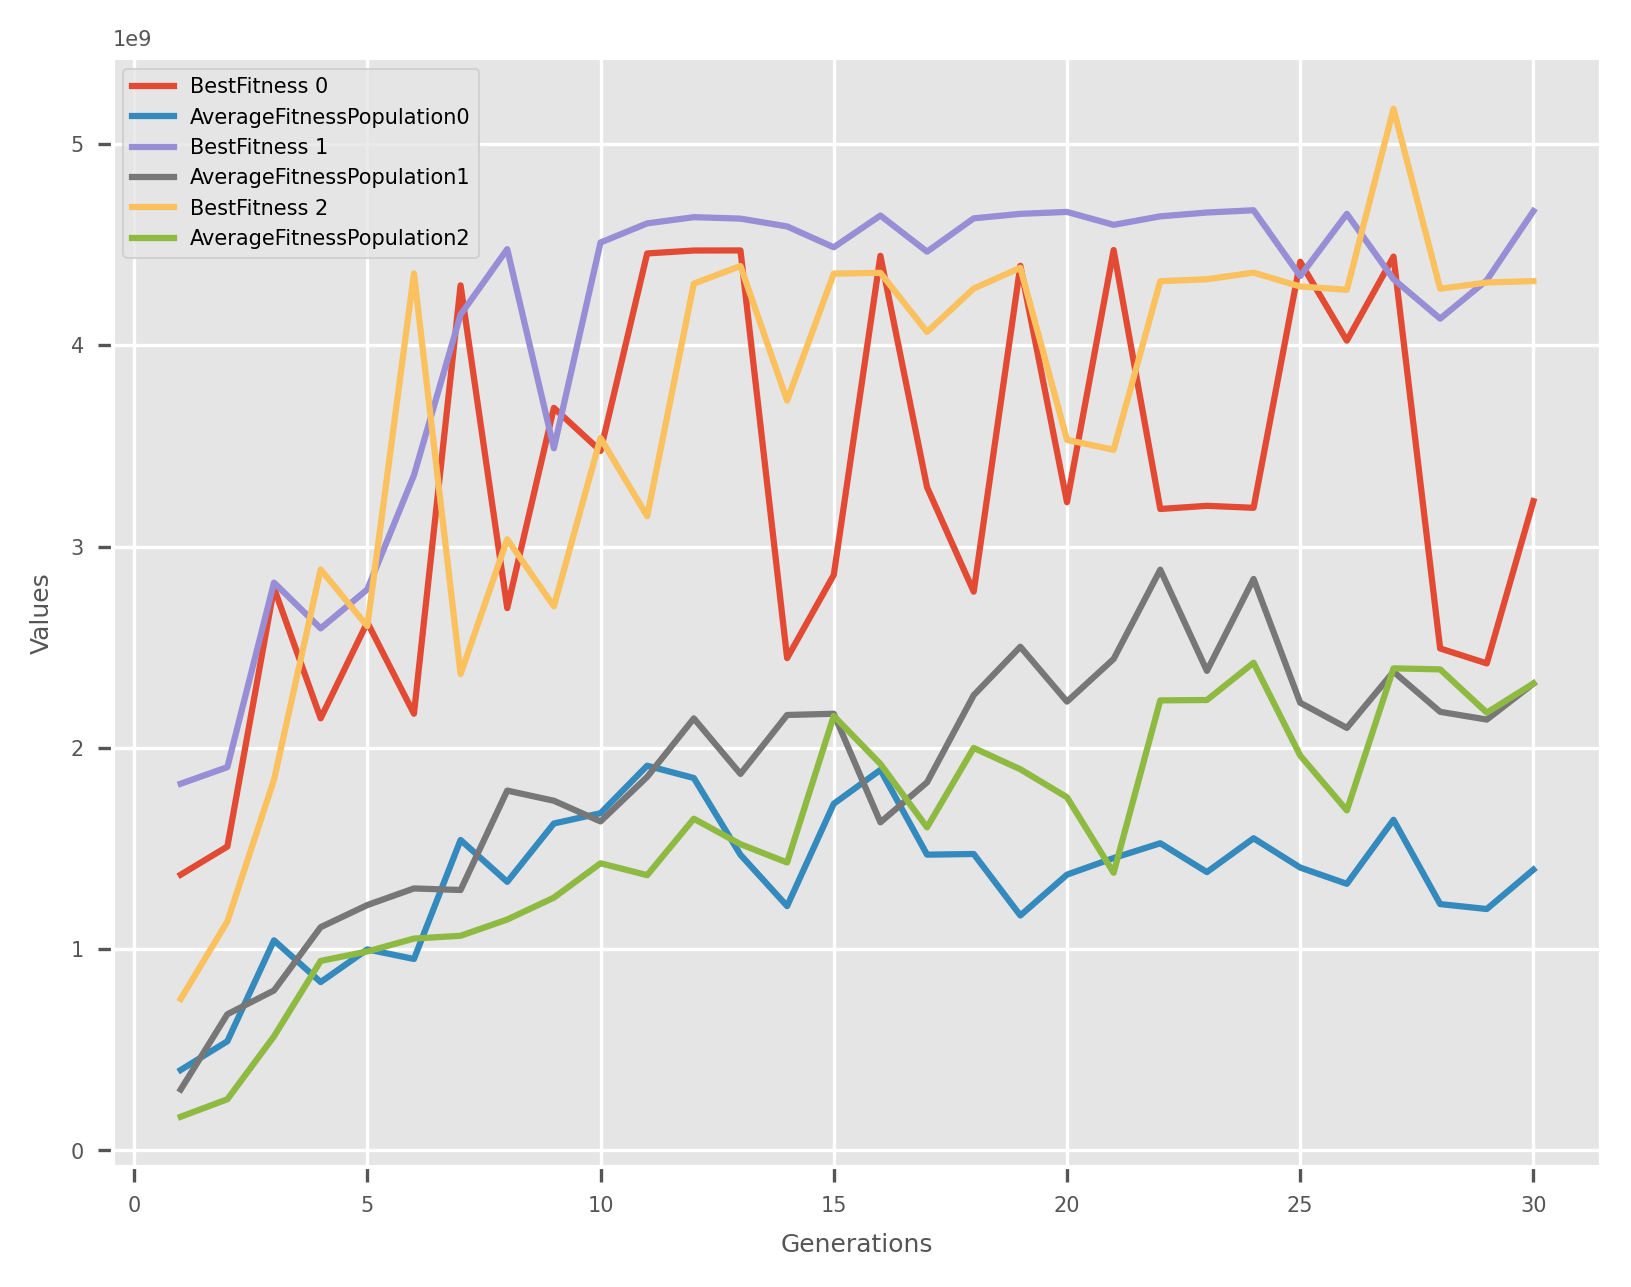 1e9
BestFitness 0
AverageFitnessPopulation0
BestFitness 1
AverageFitnessPopulation1
BestFitness 2
AverageFitnessPopulation2
5
4
3
2
1
0
Values
0 5 10 15 20 25 30
Generations